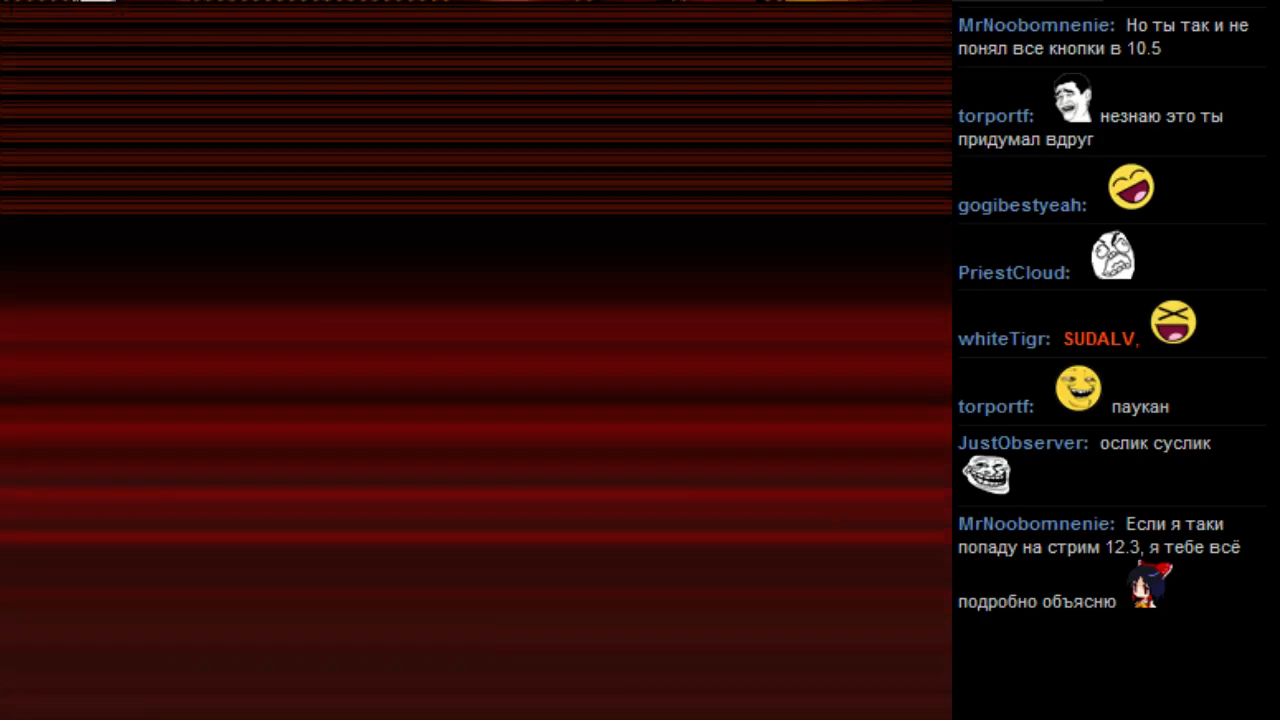 MrNoobomnenie: Но ты так и не
понял все кнопки в 10.5
torportf: незнаю это ты
придумал вдруг
gogibestyeah:
PriestCloud:
whiteTigr: SUDALV,
torportf: паукан
JustObserver: ослик суслик
MrNoobomnenie: Если я таки
попаду на стрим 12.3, я тебе всё
подробно объясню